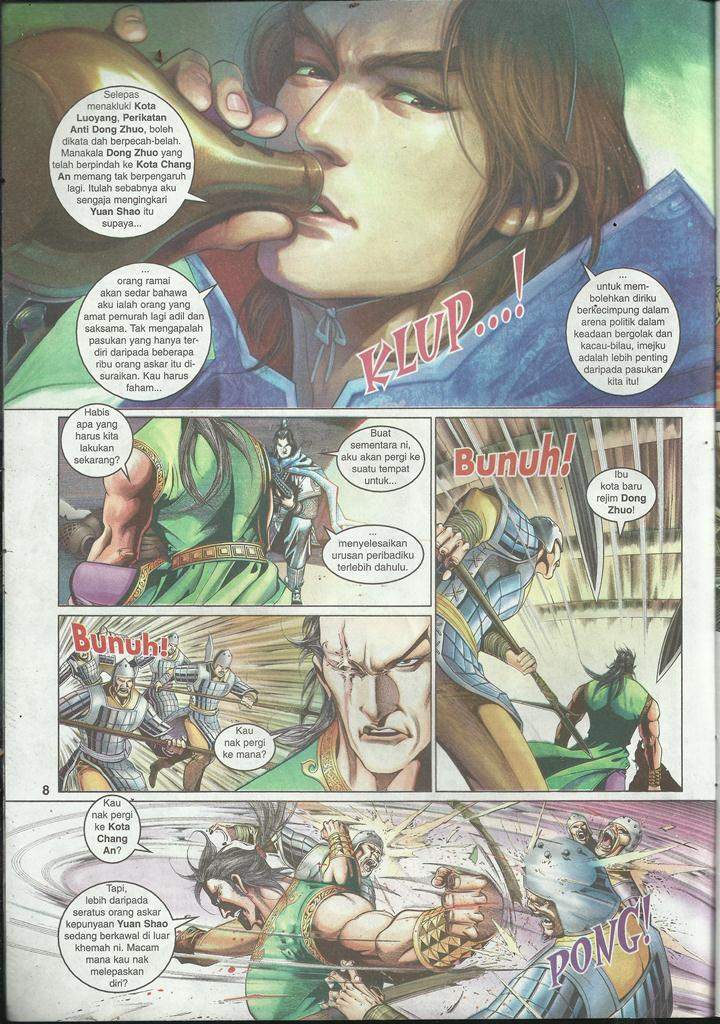 Selepas
menakluki Kota
Luoyang, Perikatan
Anti Dong Zhuo, boleh
dikata dah berpecah-belah.
Manakala Dong Zhuo yang
telah berpindah ke Kota Chang
An memang tak berpengaruh
lagi. Itulah sebabnya aku
sengaja mengingkari
Yuan Shao itu
supaya...
...
orang ramai
akan sedar bahawa
aku ialah orang yang
amat pemurah lagi adil dan
saksama. Tak mengapalah
pasukan yang hanya ter-
diri daripada beberapa
ribu orang askar itu di-
suraikan. Kau harus
faham...
KLUP...!
...
untuk mem-
bolehkan diriku
berkecimpung dalam
arena politik dalam
keadaan bergolak dan
kacau-bilau, imejku
adalah lebih penting
daripada pasukan
kita itu!
Habis
apa yang
harus kita
lakukan
sekarang?
Buat
sementara ni,
aku akan pergi ke
suatu tempat
untuk...
...
menyelesaikan
urusan peribadiku
terlebih dahulu.
Bunuh!
Ibu
kota baru
rejim Dong
Zhuo!
Bunuh!
Kau
nak pergi
ke mana?
8
Kau
nak pergi
ke Kota
Chang
An?
Tapi,
lebih daripada
seratus orang askar
kepunyaan Yuan Shao
sedang berkawal di luar
khemah ni. Macam
mana kau nak
melepaskan
diri?
PONG!